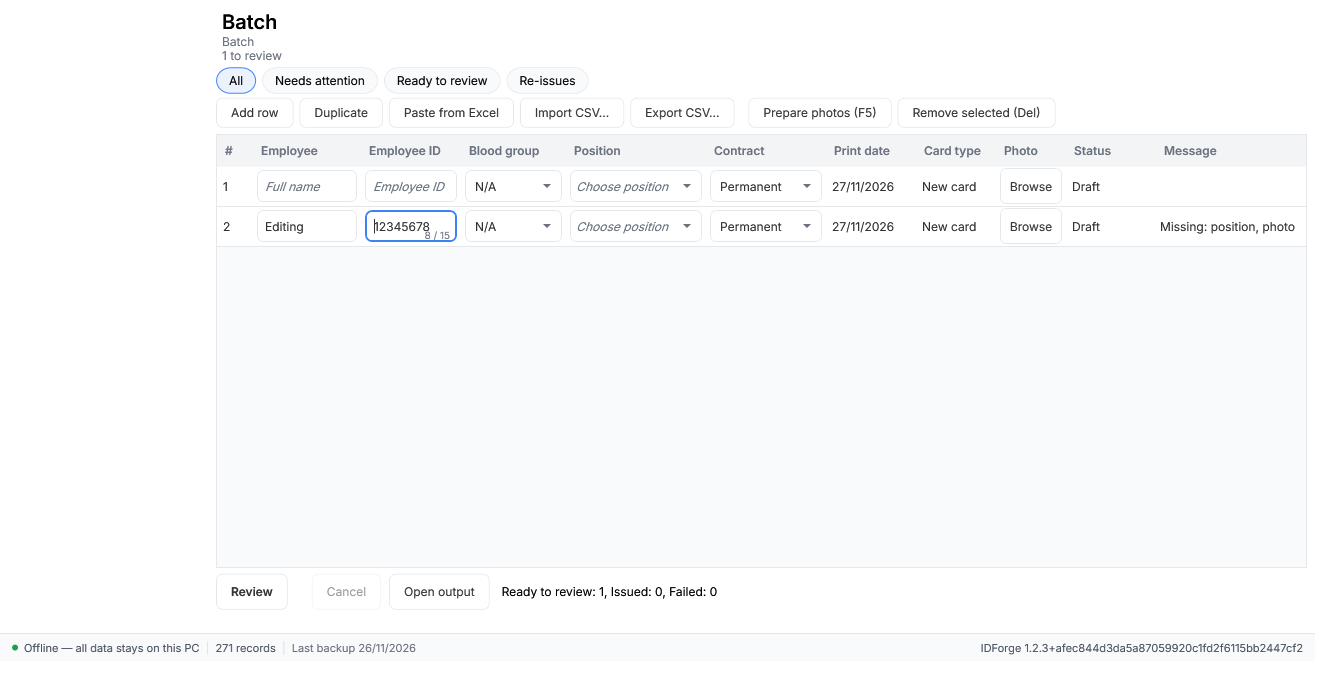 Batch
Batch
1 to review
All Needs attention Ready to review Re-issues
Add row Duplicate Paste from Excel Import CSV... Export CSV... Prepare photos (F5) Remove selected (Del)
# Employee Employee ID Blood group Position Contract Print date Card type Photo Status Message
1 Full name Employee ID N/A Choose position Permanent 27/11/2026 New card Browse Draft
2 Editing 12345678 8 / 15 N/A Choose position Permanent 27/11/2026 New card Browse Draft Missing: position, photo
Review Cancel Open output Ready to review: 1, Issued: 0, Failed: 0
Offline — all data stays on this PC 271 records Last backup 26/11/2026 IDForge 1.2.3+afec844d3da5a87059920c1fd2f6115bb2447cf2